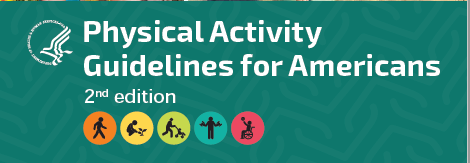 Physical Activity
Guidelines for Americans
2nd edition